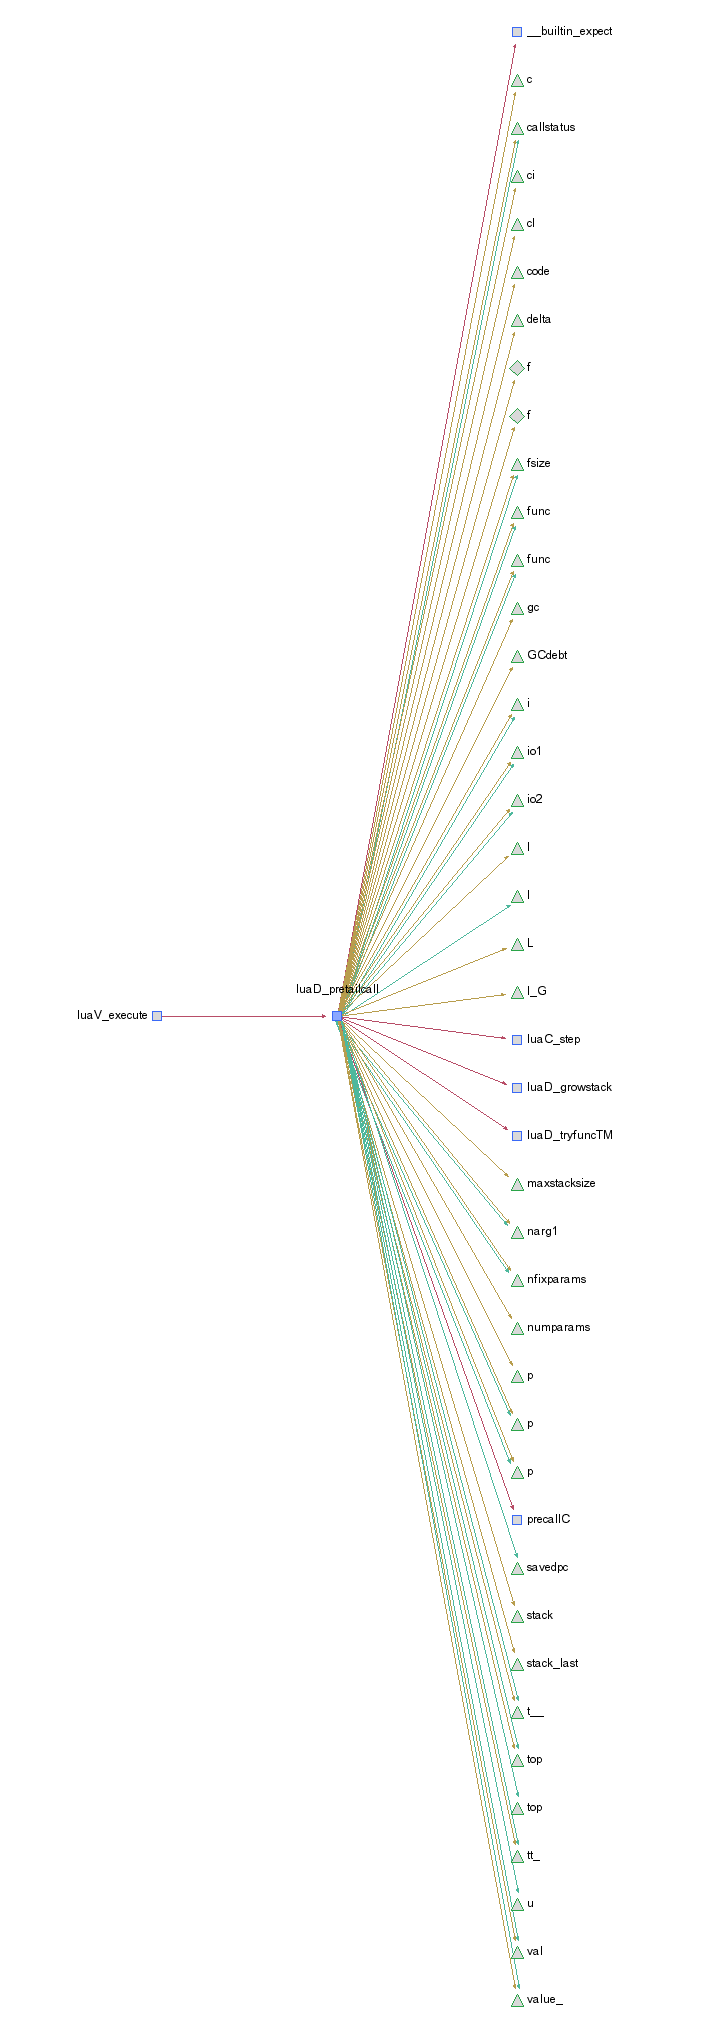 __builtin_expect
c
callstatus
ci
cl
code
delta
f
f
fsize
func
func
gc
GCdebt
i
io1
io2
l
l
L
l_G
luaV_execute
luaD_pretailcall
luaC_step
luaD_growstack
luaD_tryfuncTM
maxstacksize
narg1
nfixparams
numparams
p
p
p
precallC
savedpc
stack
stack_last
t__
top
top
tt_
u
val
value_